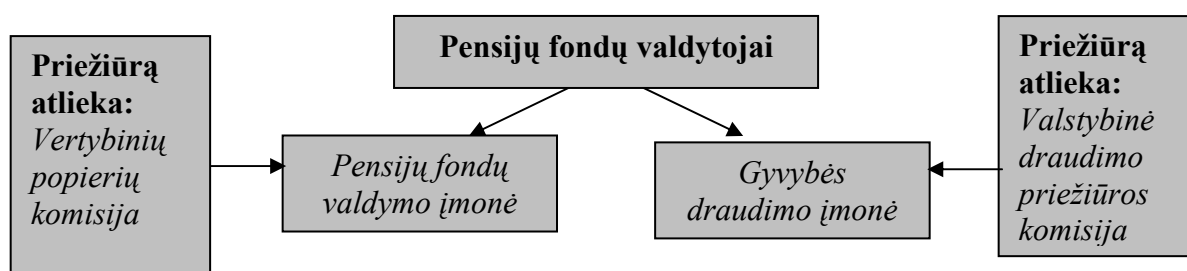 Priežiūrą
atlieka:
Vertybinių
popierių
komisija
Pensijų fondų valdytojai
Pensijų fondų
valdymo įmonė
Gyvybės
draudimo įmonė
Priežiūrą
atlieka:
Valstybinė
draudimo
priežiūros
komisija